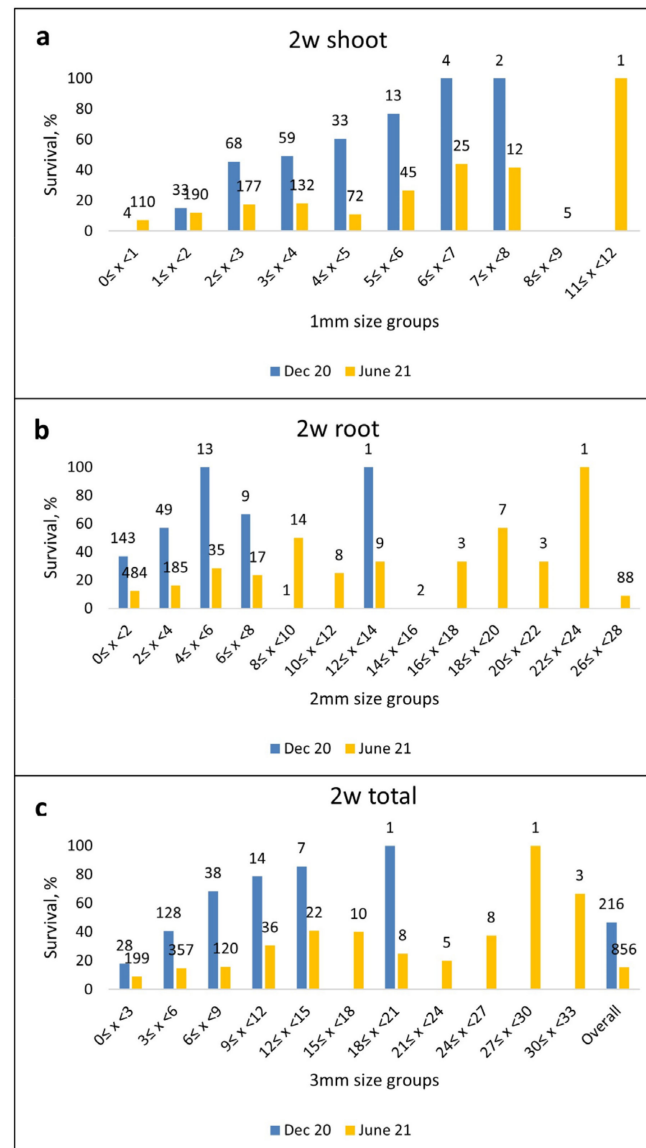 a
2w shoot
Survival, %
100
80
60
40
20
0
4 110
33 190
68 177
59 132
33 72
13 45
4 25
2 12
5
1
0≤ x <1
1≤ x <2
2≤ x <3
3≤ x <4
4≤ x <5
5≤ x <6
6≤ x <7
7≤ x <8
8≤ x <9
11≤ x <12
1mm size groups
Dec 20 June 21
b
2w root
Survival, %
100
80
60
40
20
0
143 484
49 185
13 35
9 17
1 14
8
1 9
2
3
7
3
1
88
0≤ x <2
2≤ x <4
4≤ x <6
6≤ x <8
8≤ x <10
10≤ x <12
12≤ x <14
14≤ x <16
16≤ x <18
18≤ x <20
20≤ x <22
22≤ x <24
26≤ x <28
2mm size groups
Dec 20 June 21
c
2w total
Survival, %
100
80
60
40
20
0
28 199
128 357
38 120
14 36
7 22
10
1 8
5
8
1
3
216 856
0≤ x <3
3≤ x <6
6≤ x <9
9≤ x <12
12≤ x <15
15≤ x <18
18≤ x <21
21≤ x <24
24≤ x <27
27≤ x <30
30≤ x <33
Overall
3mm size groups
Dec 20 June 21